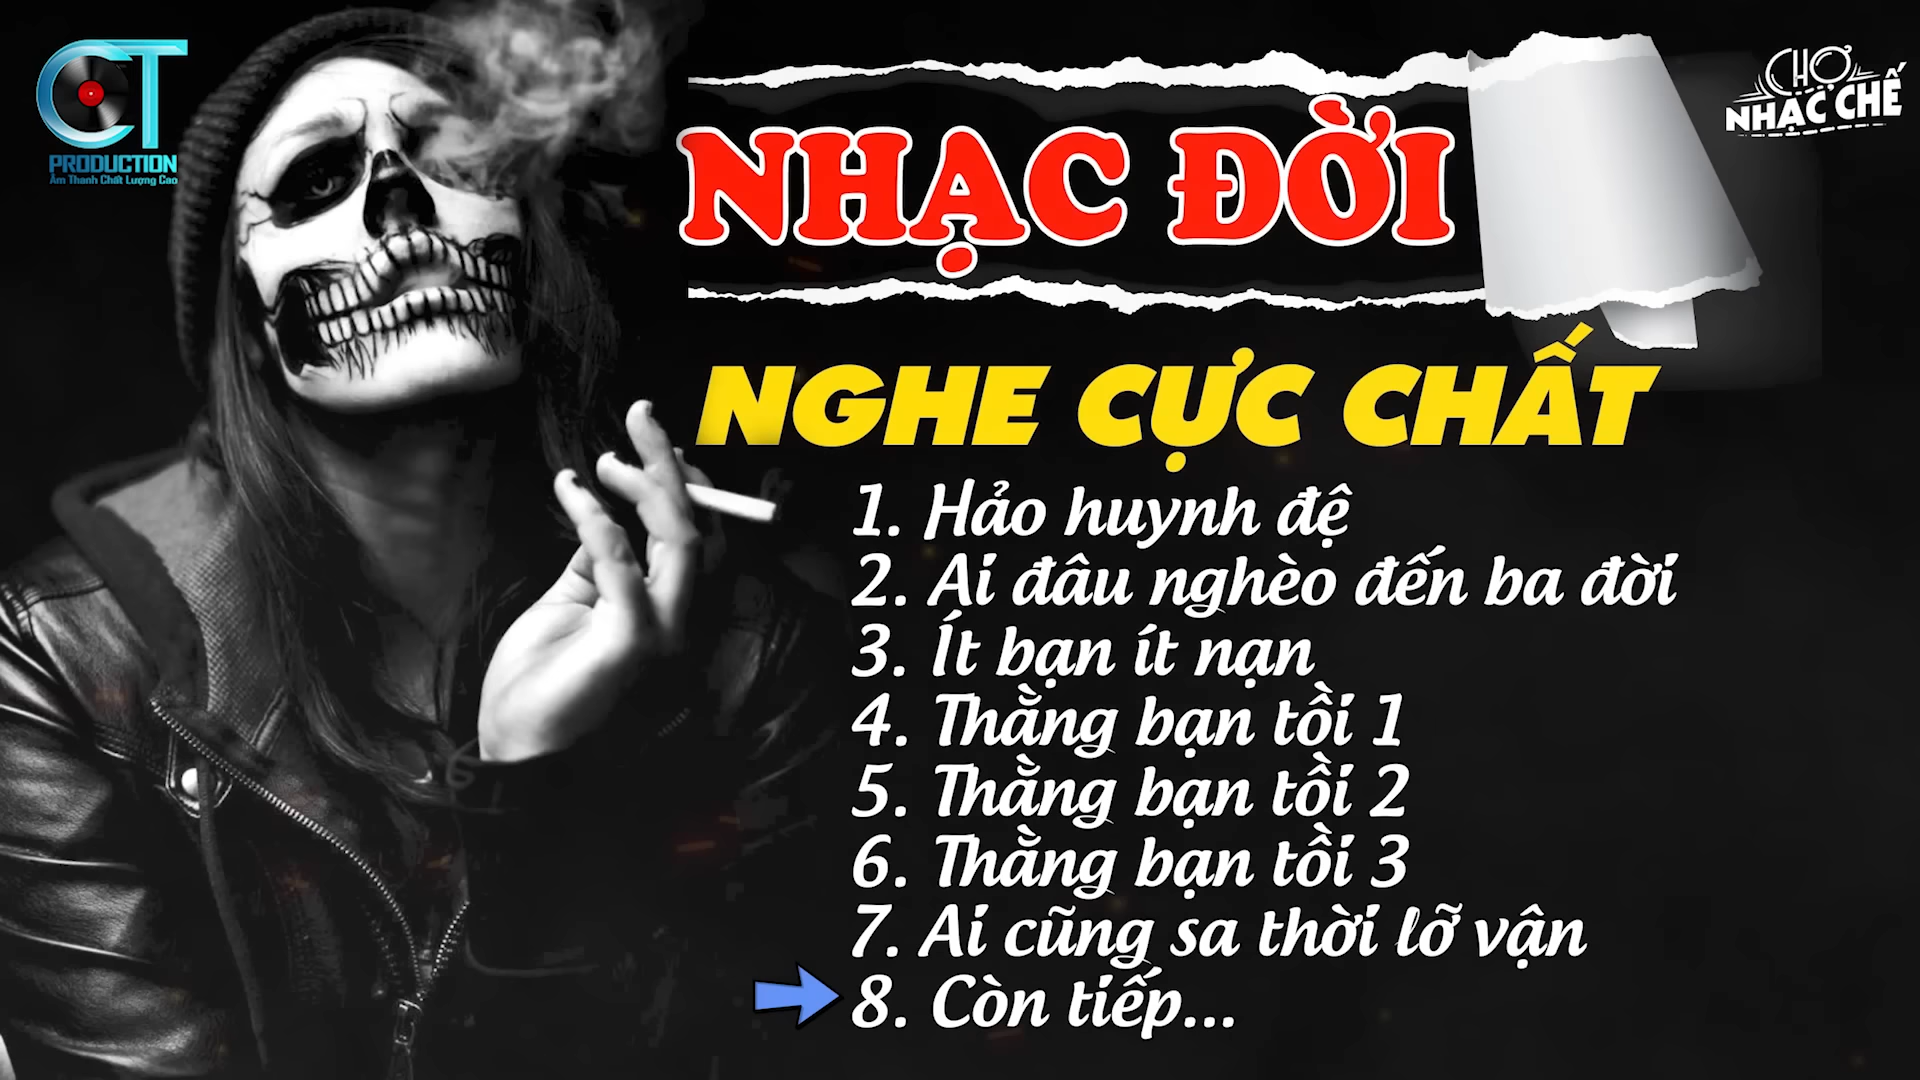 CT
PRODUCTION
Âm Thanh Chất Lượng Cao
CHỢ
NHẠC CHẾ
NHẠC ĐỜI
NGHE CỰC CHẤT
1. Hảo huynh đệ
2. Ai đâu nghèo đến ba đời
3. Ít bạn ít nạn
4. Thằng bạn tồi 1
5. Thằng bạn tồi 2
6. Thằng bạn tồi 3
7. Ai cũng sa thời lỡ vận
8. Còn tiếp...